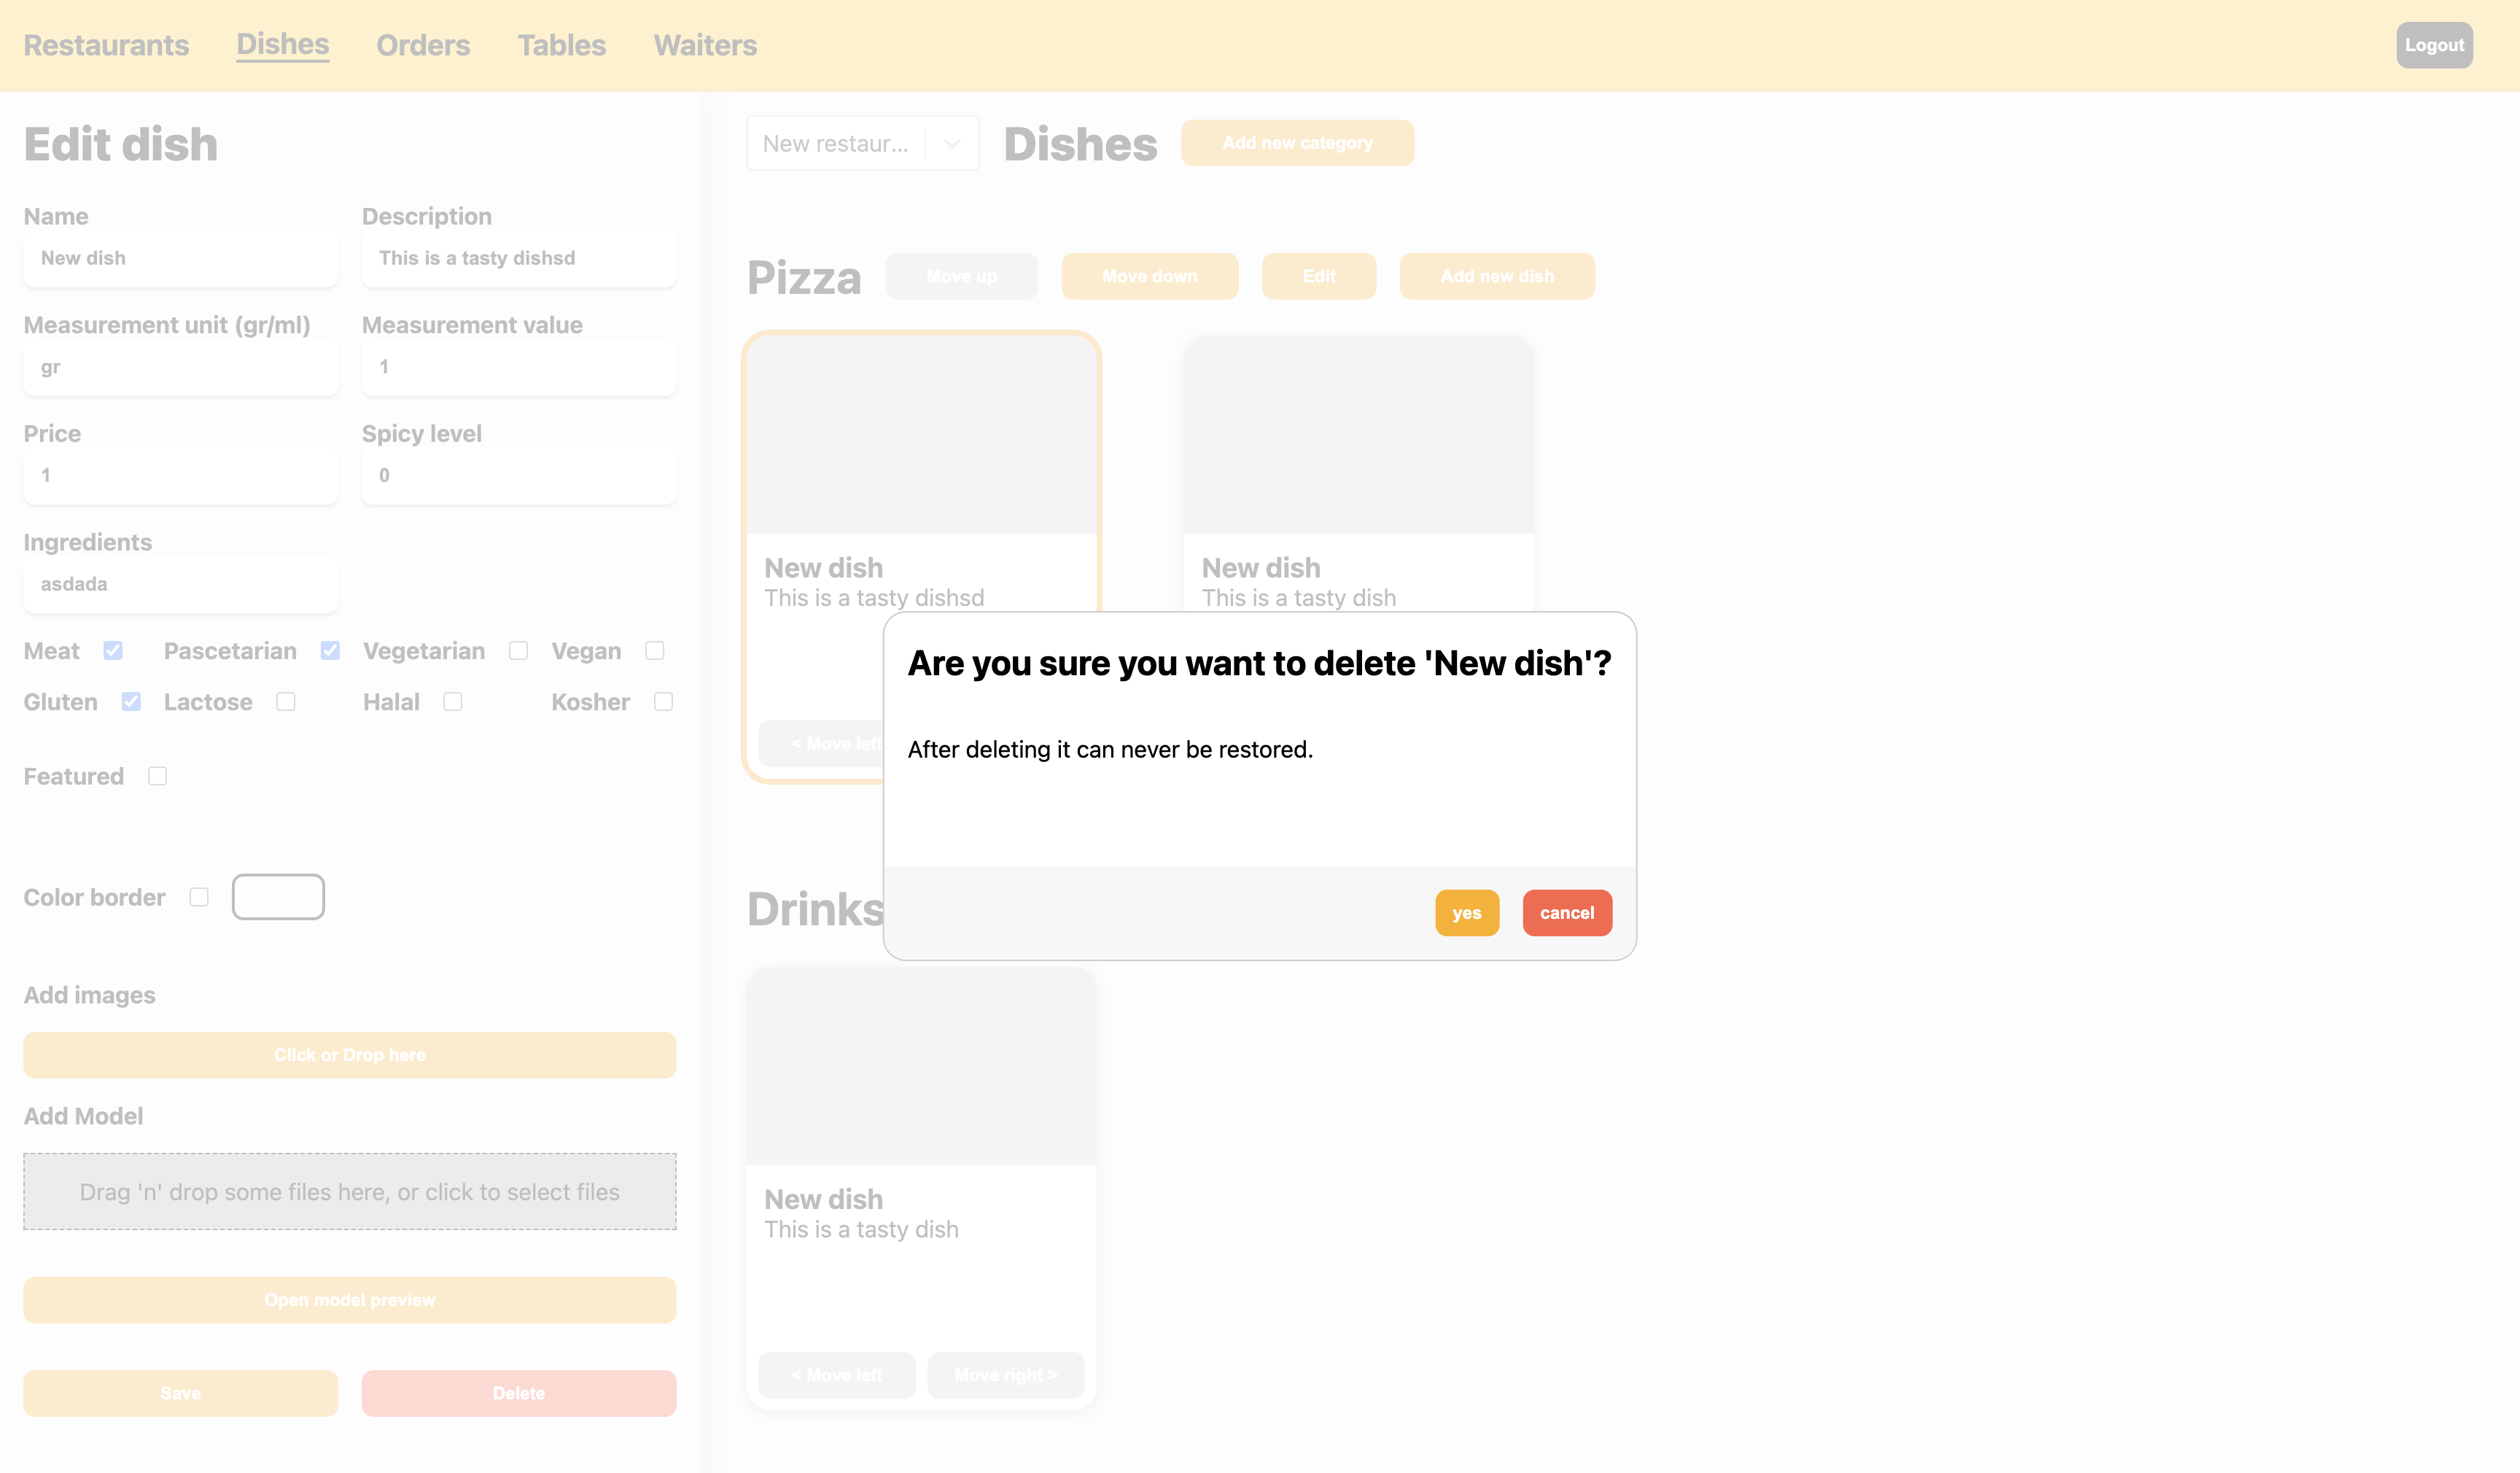 Restaurants Dishes Orders Tables Waiters Logout
Edit dish
Name Description
New dish This is a tasty dishsd
Measurement unit (gr/ml) Measurement value
gr 1
Price Spicy level
1 0
Ingredients
asdada
Meat Pascetarian Vegetarian Vegan
Gluten Lactose Halal Kosher
Featured
Color border
Add images
Click or Drop here
Add Model
Drag 'n' drop some files here, or click to select files
Open model preview
Save Delete
New restaur... Dishes Add new category
Pizza Move up Move down Edit Add new dish
New dish
This is a tasty dishsd
< Move left
New dish
This is a tasty dish
Are you sure you want to delete 'New dish'?
After deleting it can never be restored.
yes cancel
Drinks
New dish
This is a tasty dish
< Move left Move right >